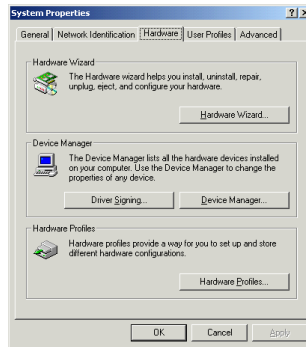 System Properties
General
Network Identification
Hardware
User Profiles
Advanced
Hardware Wizard
The Hardware wizard helps you install, uninstall, repair,
unplug, eject, and configure your hardware.
Hardware Wizard...
Device Manager
The Device Manager lists all the hardware devices installed
on your computer. Use the Device Manager to change the
properties of any device.
Driver Signing...
Device Manager...
Hardware Profiles
Hardware profiles provide a way for you to set up and store
different hardware configurations.
Hardware Profiles...
OK
Cancel
Apply